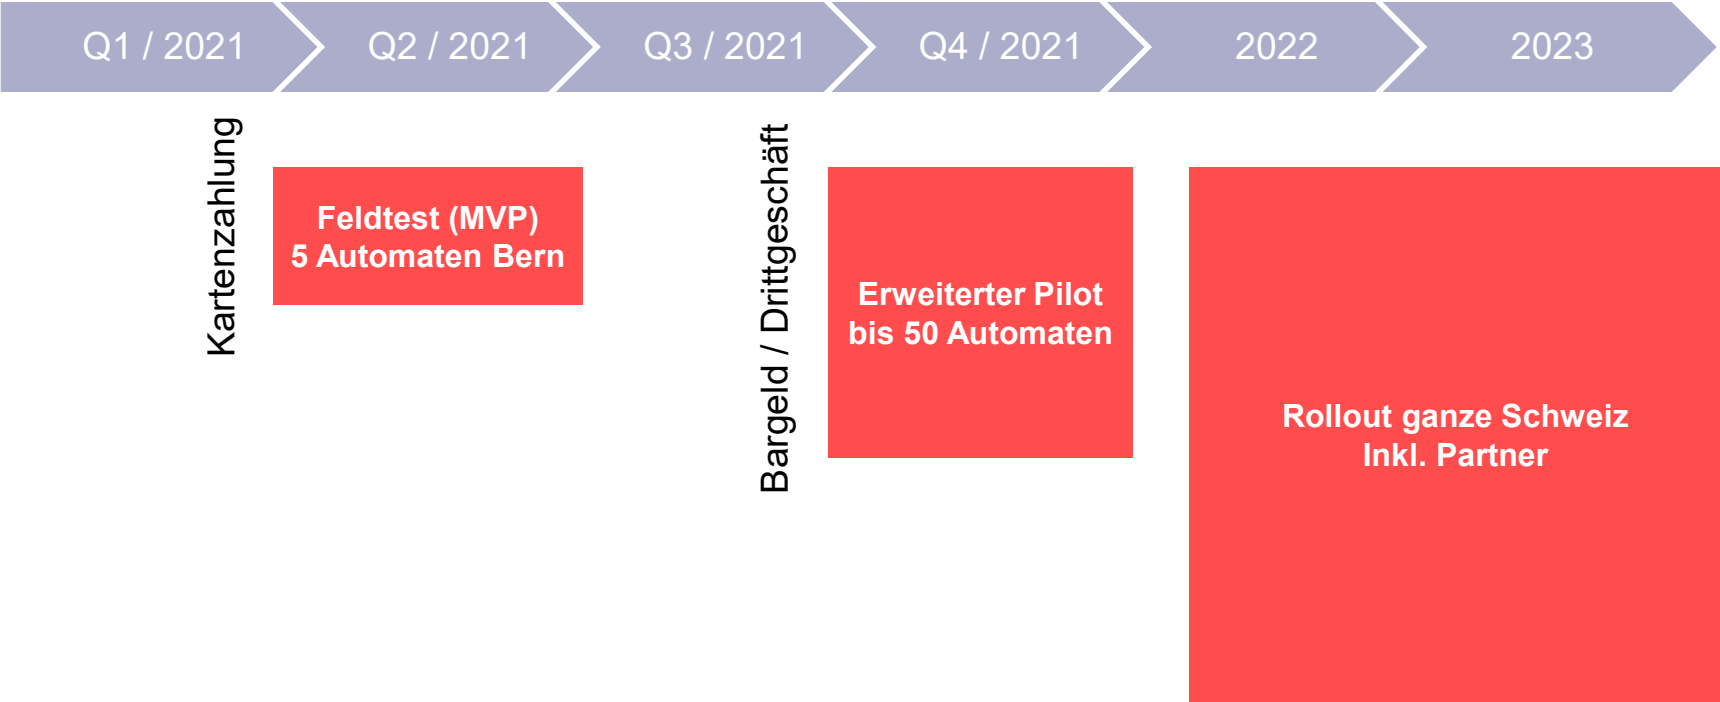 Q1 / 2021
Q2 / 2021
Q3 / 2021
Q4 / 2021
2022
2023
Kartenzahlung
Feldtest (MVP)
5 Automaten Bern
Bargeld / Drittgeschäft
Erweiterter Pilot
bis 50 Automaten
Rollout ganze Schweiz
Inkl. Partner